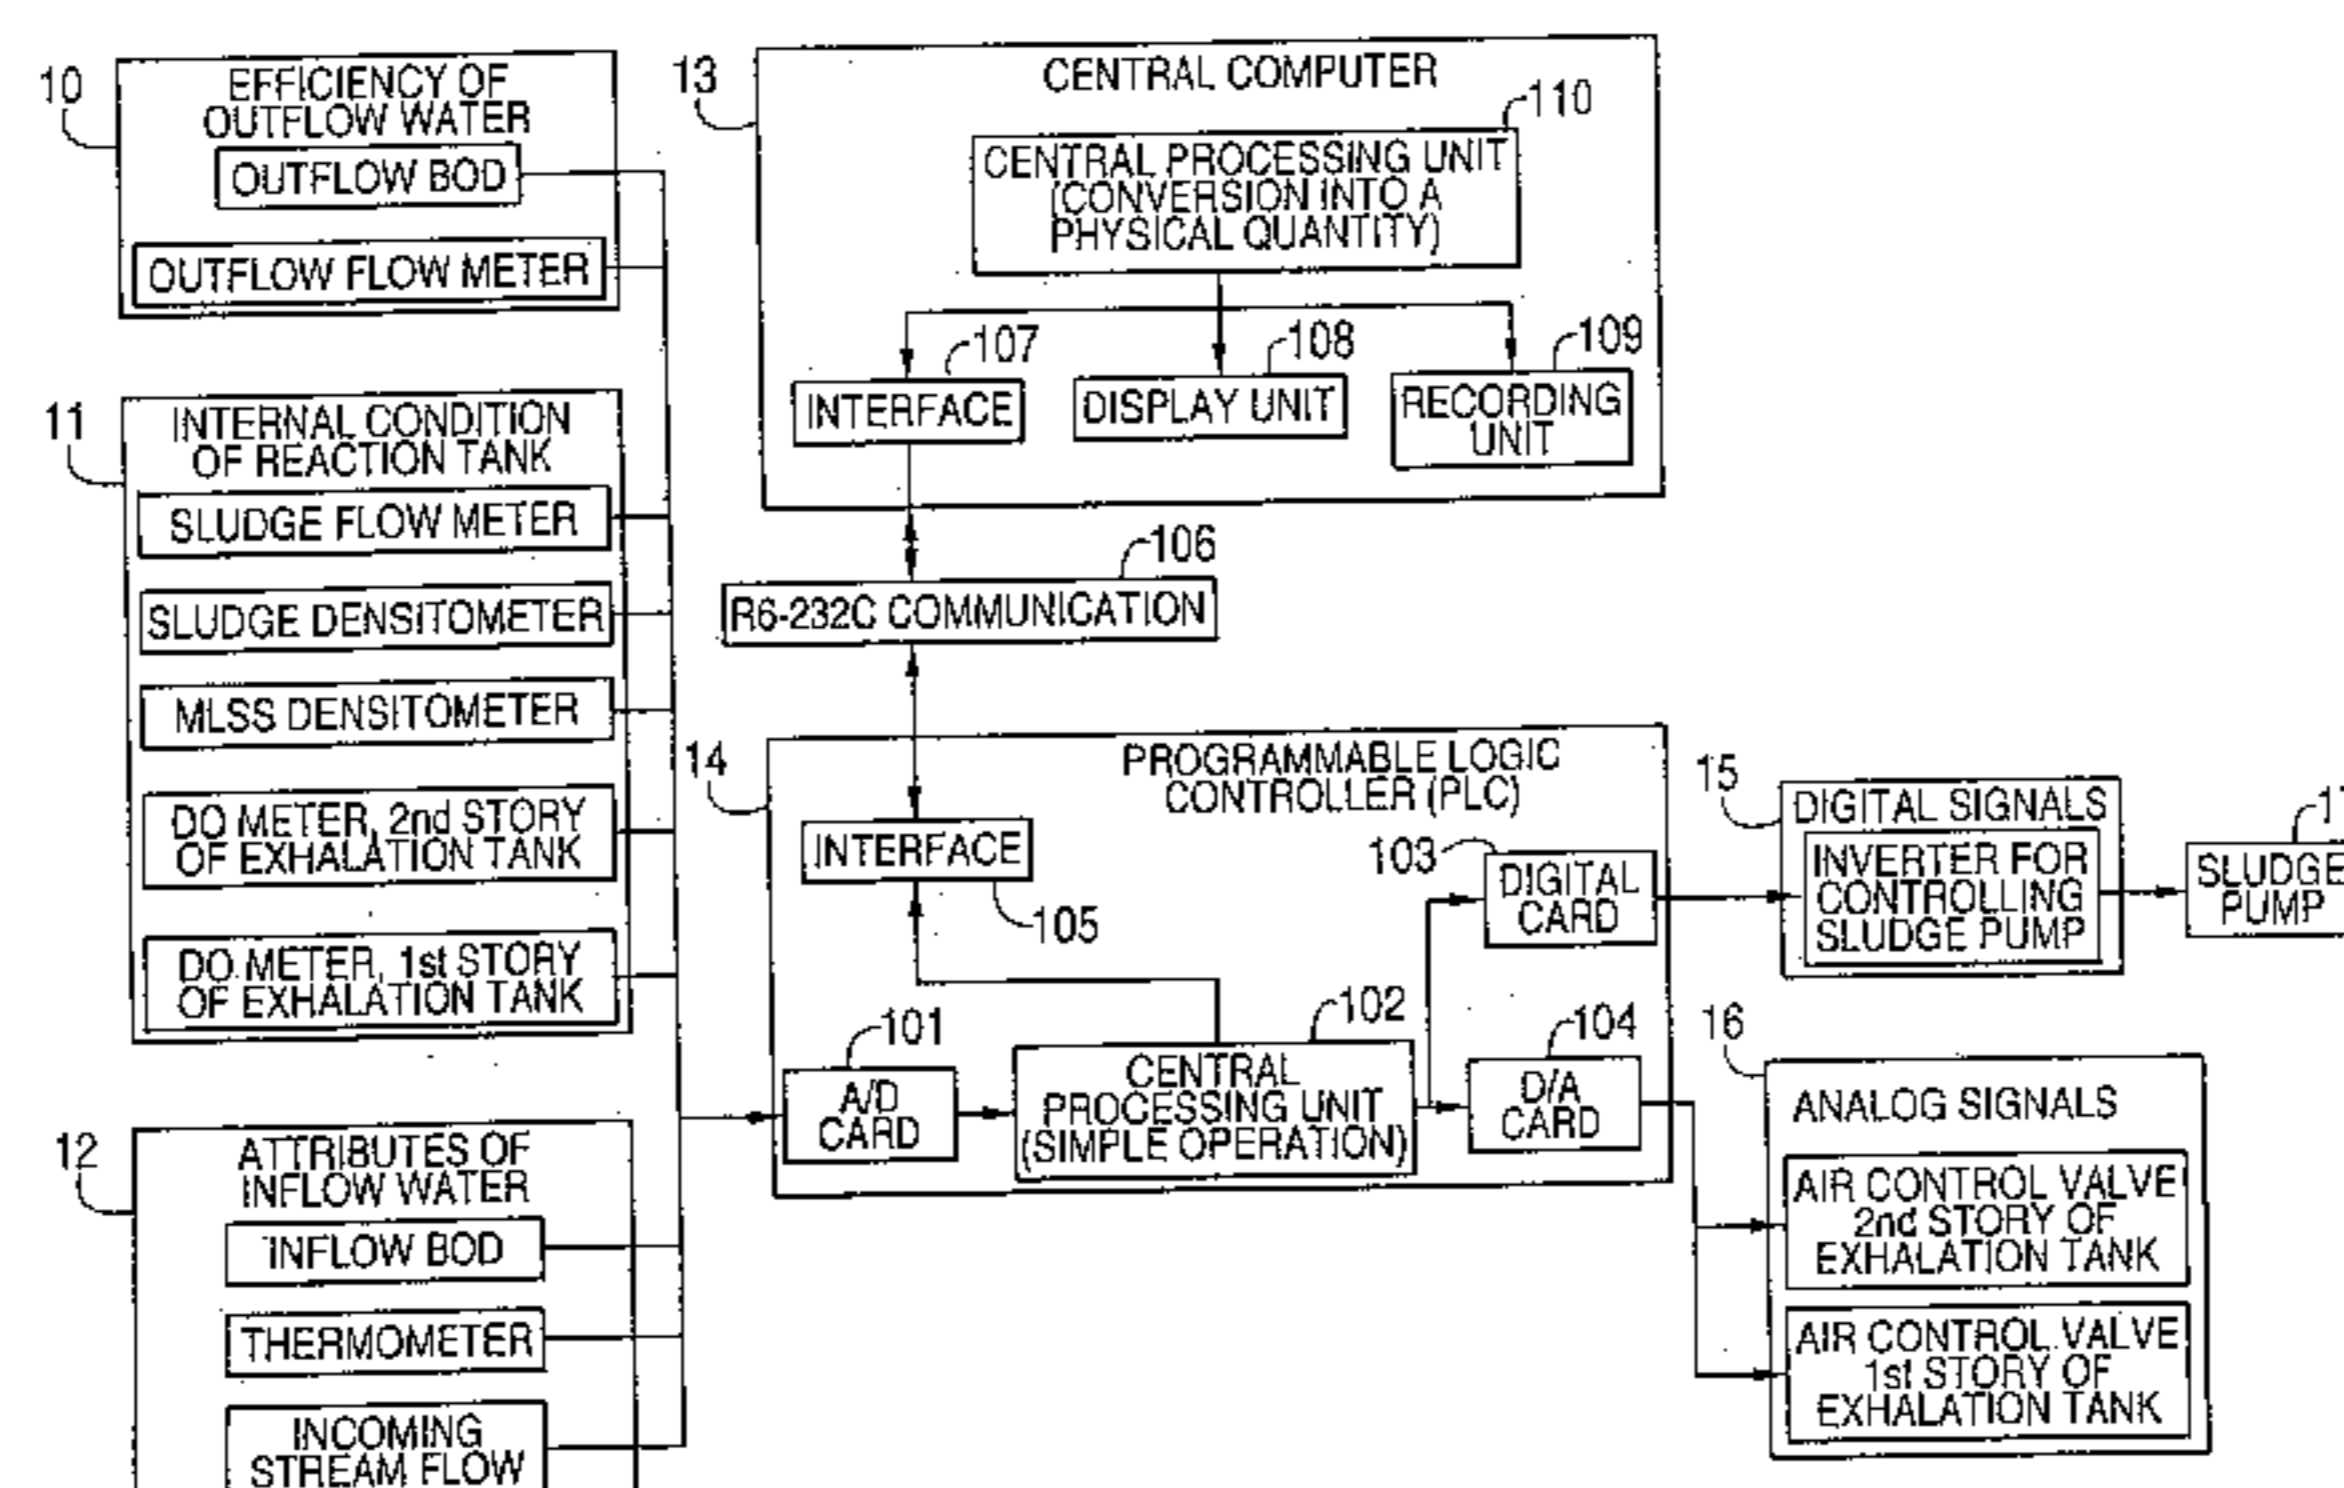 10
EFFICIENCY OF
OUTFLOW WATER
OUTFLOW BOD
OUTFLOW FLOW METER
11
INTERNAL CONDITION
OF REACTION TANK
SLUDGE FLOW METER
SLUDGE DENSITOMETER
MLSS DENSITOMETER
DO METER, 2nd STORY
OF EXHALATION TANK
DO METER, 1st STORY
OF EXHALATION TANK
12
ATTRIBUTES OF
INFLOW WATER
INFLOW BOD
THERMOMETER
INCOMING
STREAM FLOW
13
CENTRAL COMPUTER
110
CENTRAL PROCESSING UNIT
(CONVERSION INTO A
PHYSICAL QUANTITY)
107
INTERFACE
108
DISPLAY UNIT
109
RECORDING
UNIT
106
R6-232C COMMUNICATION
14
PROGRAMMABLE LOGIC
CONTROLLER (PLC)
INTERFACE
105
103
DIGITAL
CARD
101
A/D
CARD
102
CENTRAL
PROCESSING UNIT
(SIMPLE OPERATION)
104
D/A
CARD
15
DIGITAL SIGNALS
INVERTER FOR
CONTROLLING
SLUDGE PUMP
SLUDGE
PUMP
16
ANALOG SIGNALS
AIR CONTROL VALVE
2nd STORY OF
EXHALATION TANK
AIR CONTROL VALVE
1st STORY OF
EXHALATION TANK